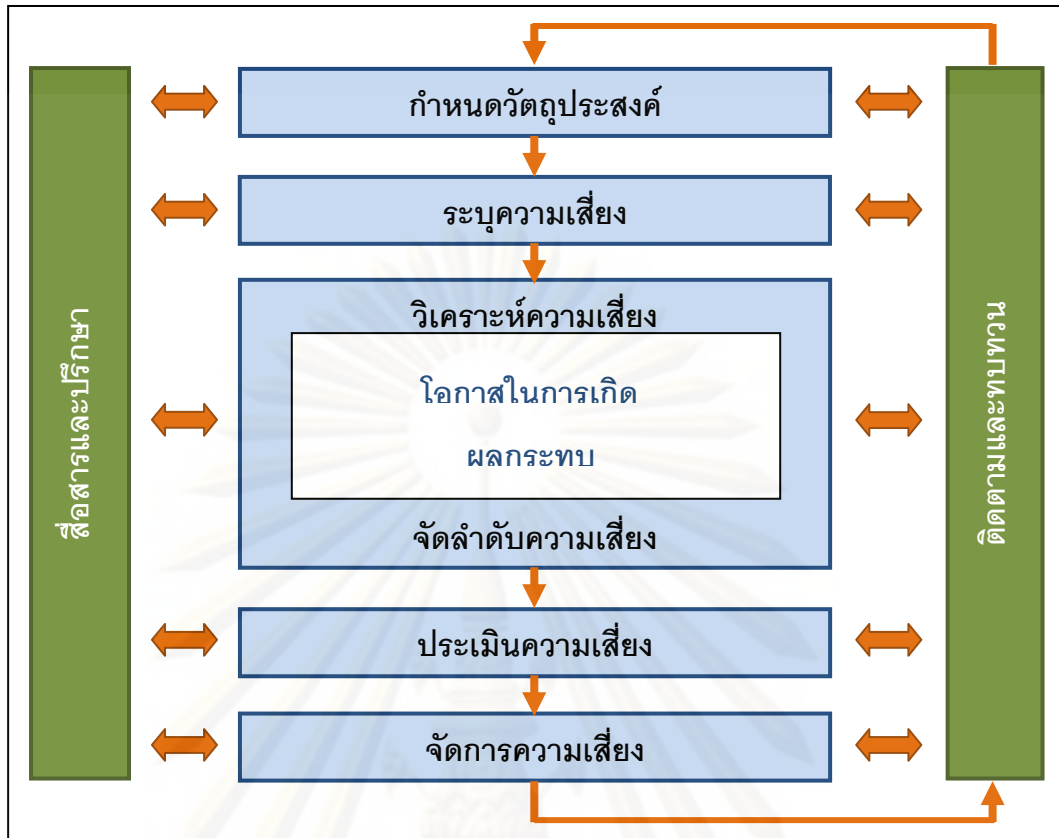 กำหนดวัตถุประสงค์
ระบุความเสี่ยง
วิเคราะห์ความเสี่ยง
โอกาสในการเกิด
ผลกระทบ
จัดลำดับความเสี่ยง
ประเมินความเสี่ยง
จัดการความเสี่ยง
สื่อสารและปรึกษา
ติดตามและทบทวน